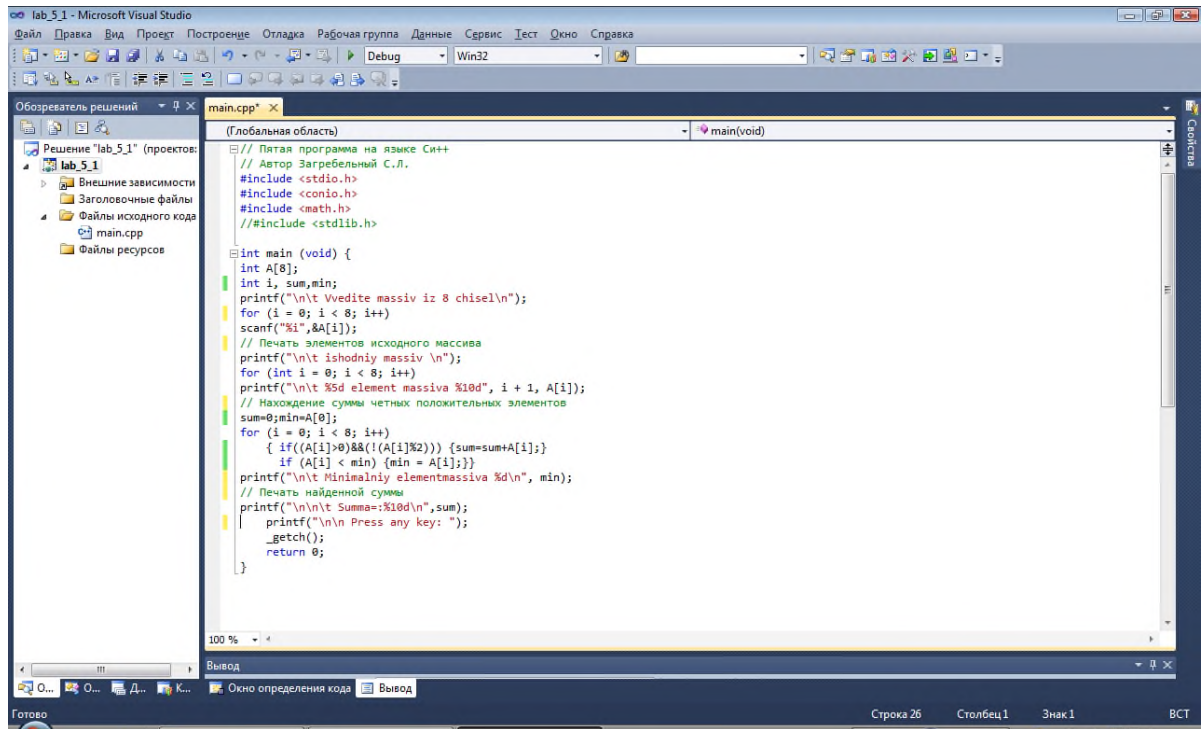 lab_5_1 - Microsoft Visual Studio
Файл Правка Вид Проект Построение Отладка Рабочая группа Данные Сервис Тест Окно Справка
Debug Win32
Обозреватель решений
main.cpp*
(Глобальная область) main(void)
Свойства
Решение "lab_5_1" (проектов:
lab_5_1
Внешние зависимости
Заголовочные файлы
Файлы исходного кода
main.cpp
Файлы ресурсов
// Пятая программа на языке Си++
// Автор Загребельный С.Л.
#include <stdio.h>
#include <conio.h>
#include <math.h>
//#include <stdlib.h>
int main (void) {
int A[8];
int i, sum,min;
printf("\n\t Vvedite massiv iz 8 chisel\n");
for (i = 0; i < 8; i++)
scanf("%i",&A[i]);
// Печать элементов исходного массива
printf("\n\t ishodniy massiv \n");
for (int i = 0; i < 8; i++)
printf("\n\t %5d element massiva %10d", i + 1, A[i]);
// Нахождение суммы четных положительных элементов
sum=0;min=A[0];
for (i = 0; i < 8; i++)
{ if((A[i]>0)&&(!(A[i]%2))) {sum=sum+A[i];}
if (A[i] < min) {min = A[i];}}
printf("\n\t Minimalniy elementmassiva %d\n", min);
// Печать найденной суммы
printf("\n\n\t Summa=:%10d\n",sum);
printf("\n\n Press any key: ");
_getch();
return 0;
}
100 %
Вывод
О... О... Д... К... Окно определения кода Вывод
Готово Строка 26 Столбец 1 Знак 1 ВСТ